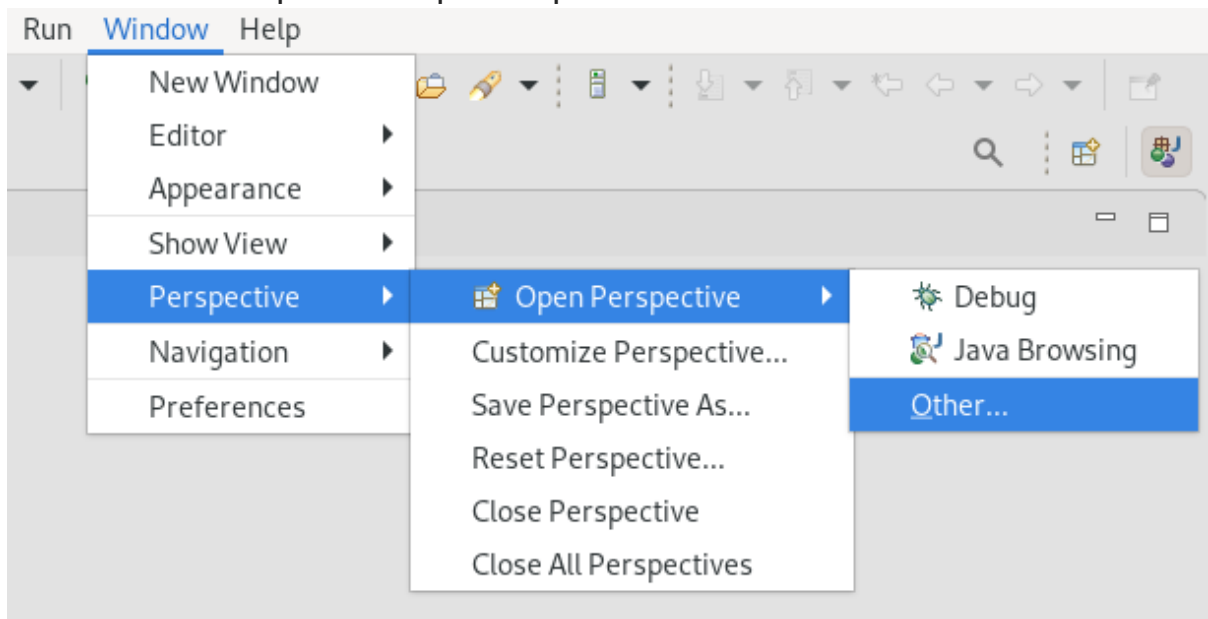 Run Window Help
New Window
Editor
Appearance
Show View
Perspective
Open Perspective
Debug
Navigation
Customize Perspective...
Java Browsing
Preferences
Save Perspective As...
Other...
Reset Perspective...
Close Perspective
Close All Perspectives